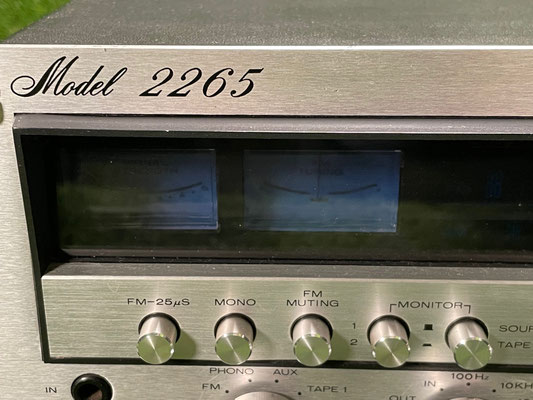 Model 2265
TUNING
FM-25µS
MONO
FM
MUTING
MONITOR
1
2
SOUR
TAPE
IN
PHONO
AUX
FM
TAPE 1
OUT
IN
100Hz
10KH